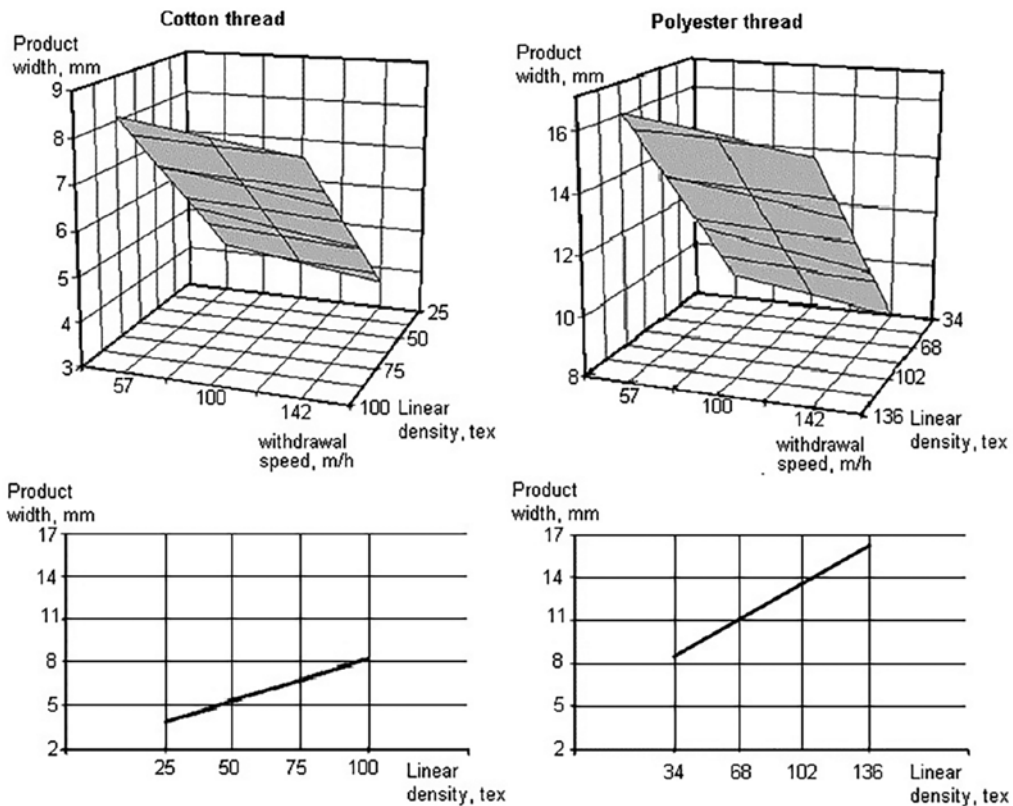 Cotton thread
Product
width, mm
9
8
7
6
5
4
3
57
100
142
withdrawal
speed, m/h
25
50
75
100
Linear
density, tex
Polyester thread
Product
width, mm
16
14
12
10
8
57
100
142
withdrawal
speed, m/h
34
68
102
136
Linear
density, tex
Product
width, mm
17
14
11
8
5
2
25
50
75
100
Linear
density, tex
Product
width, mm
17
14
11
8
5
2
34
68
102
136
Linear
density, tex